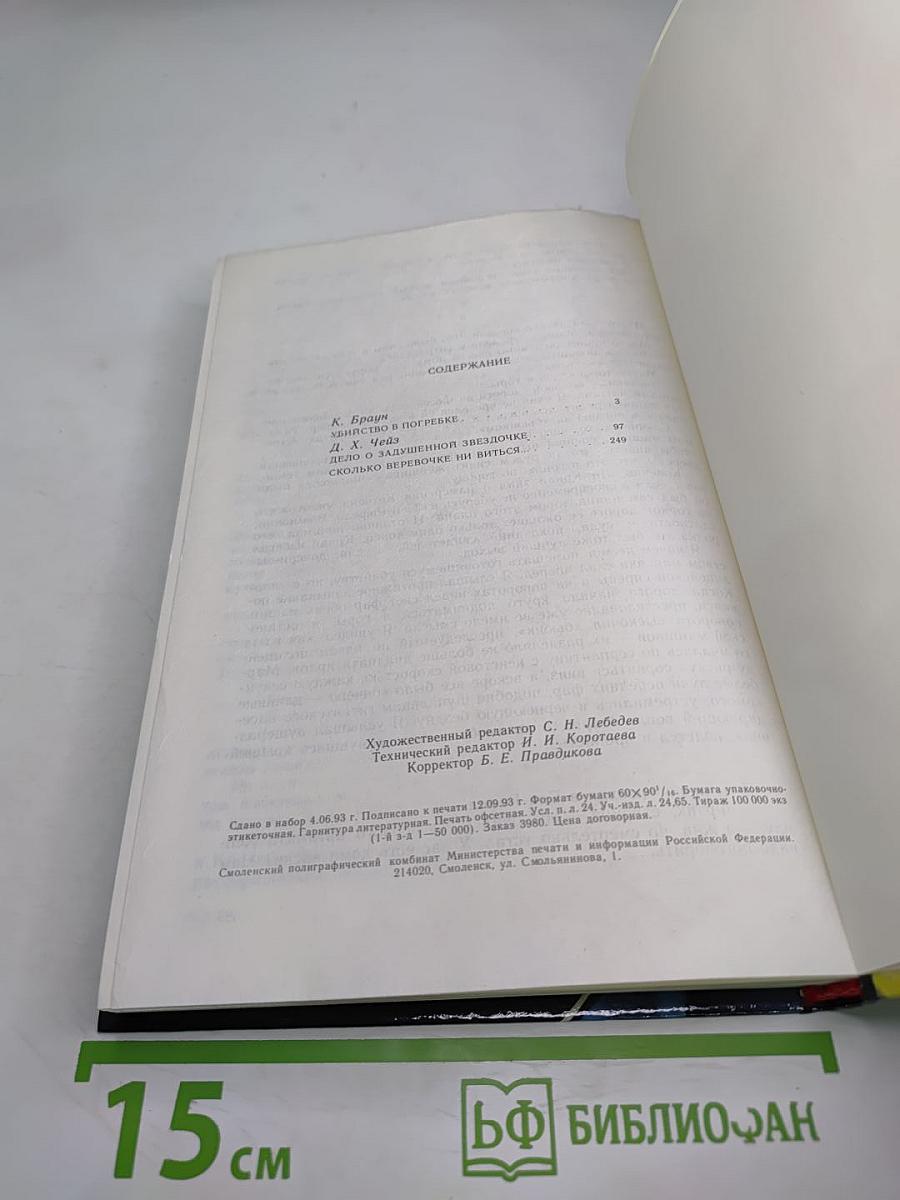 СОДЕРЖАНИЕ
К. Браун
УБИЙСТВО В ПОГРЕБКЕ . . . . . . . . . . 3
Д. Х. Чейз
ДЕЛО О ЗАДУШЕННОЙ ЗВЕЗДОЧКЕ . . . . . . 97
СКОЛЬКО ВЕРЕВОЧКЕ НИ ВИТЬСЯ... . . . . . . 249
Художественный редактор С. Н. Лебедев
Технический редактор И. И. Коротаева
Корректор Б. Е. Правдикова
Сдано в набор 4.06.93 г. Подписано к печати 12.09.93 г. Формат бумаги 60×90¹/₁₆. Бумага упаковочно-
этикеточная. Гарнитура литературная. Печать офсетная. Усл. п. л. 24. Уч.-изд. л. 24,65. Тираж 100 000 экз
(1-й з-д 1—50 000). Заказ 3980. Цена договорная.
Смоленский полиграфический комбинат Министерства печати и информации Российской Федерации.
214020, Смоленск, ул. Смольянинова, 1.
15 см
БФ БИБЛИОФАН